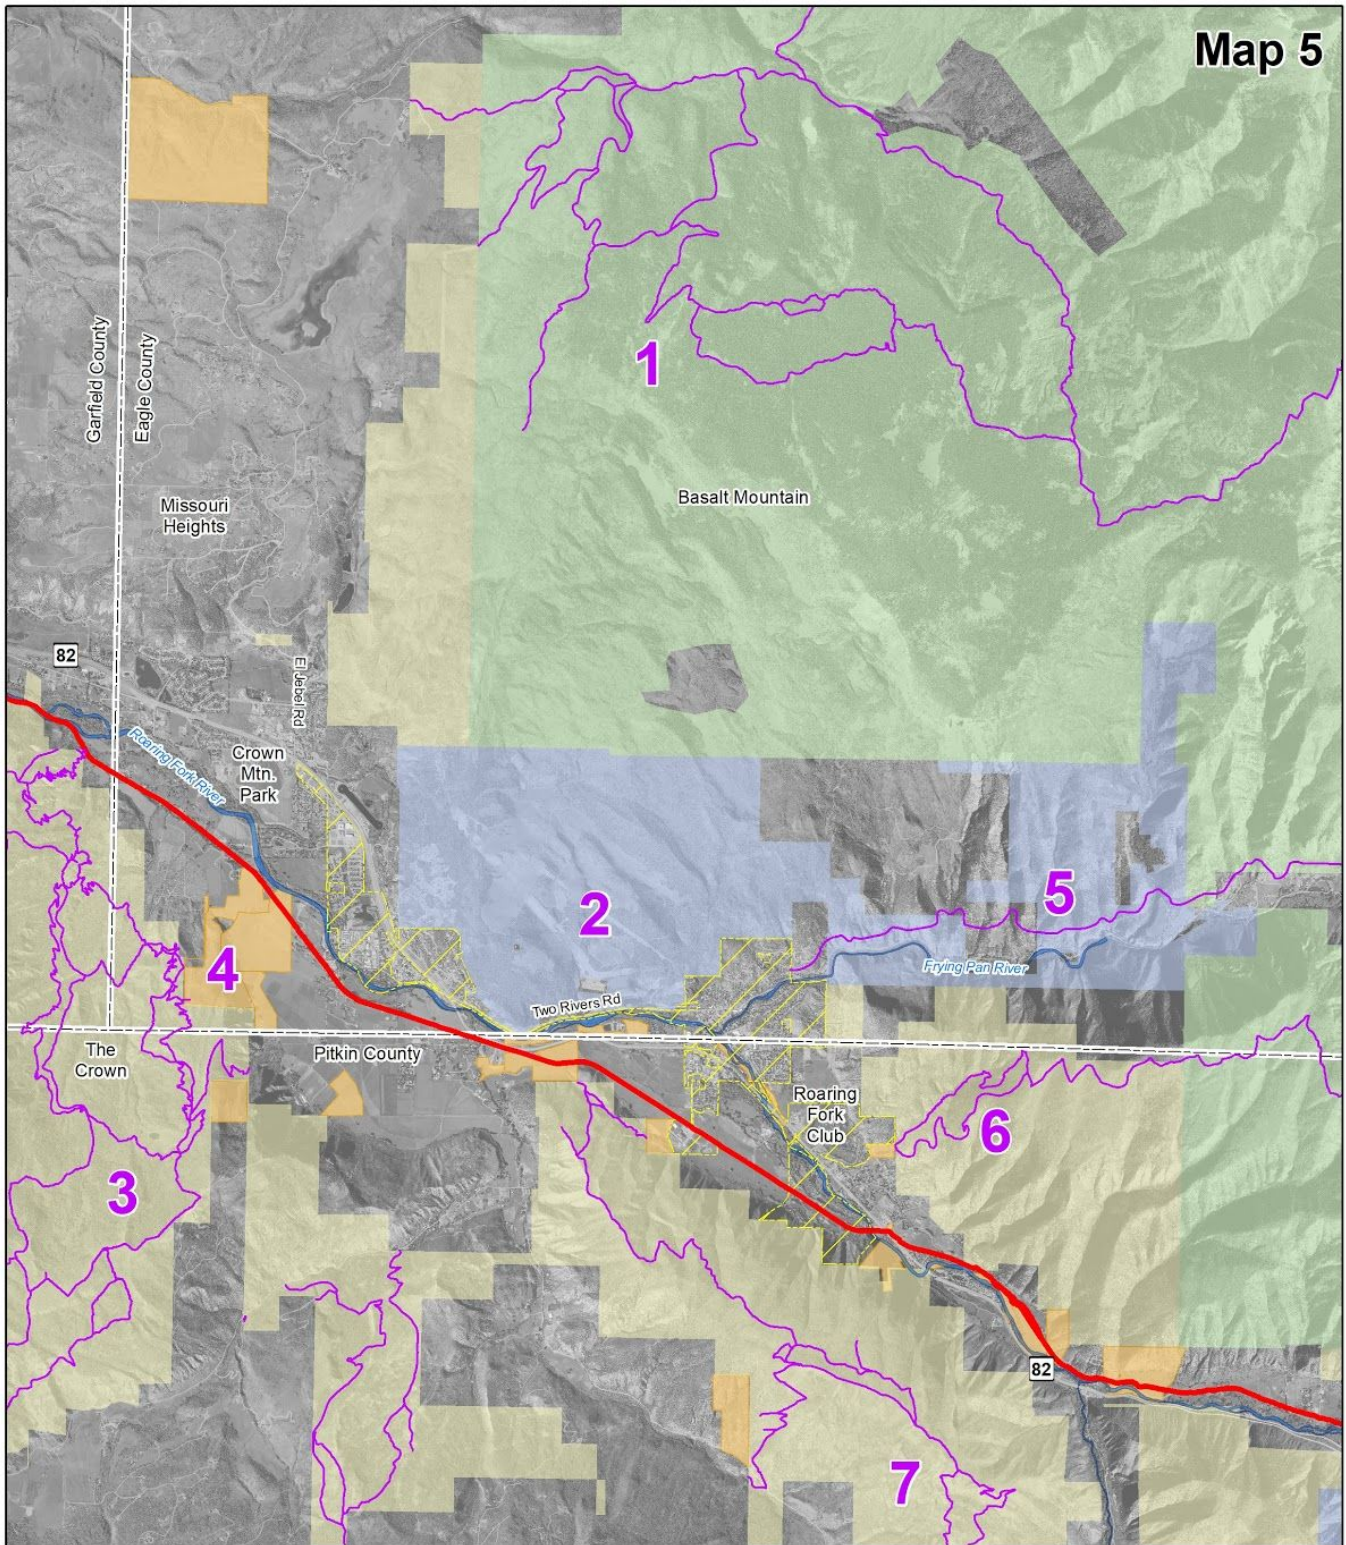 Map 5
Garfield County
Eagle County
1
Missouri
Heights
Basalt Mountain
82
El Jebel Rd
Roaring Fork River
Crown
Mtn.
Park
2
5
4
Frying Pan River
Two Rivers Rd
The
Crown
Pitkin County
Roaring
Fork
Club
6
3
82
7